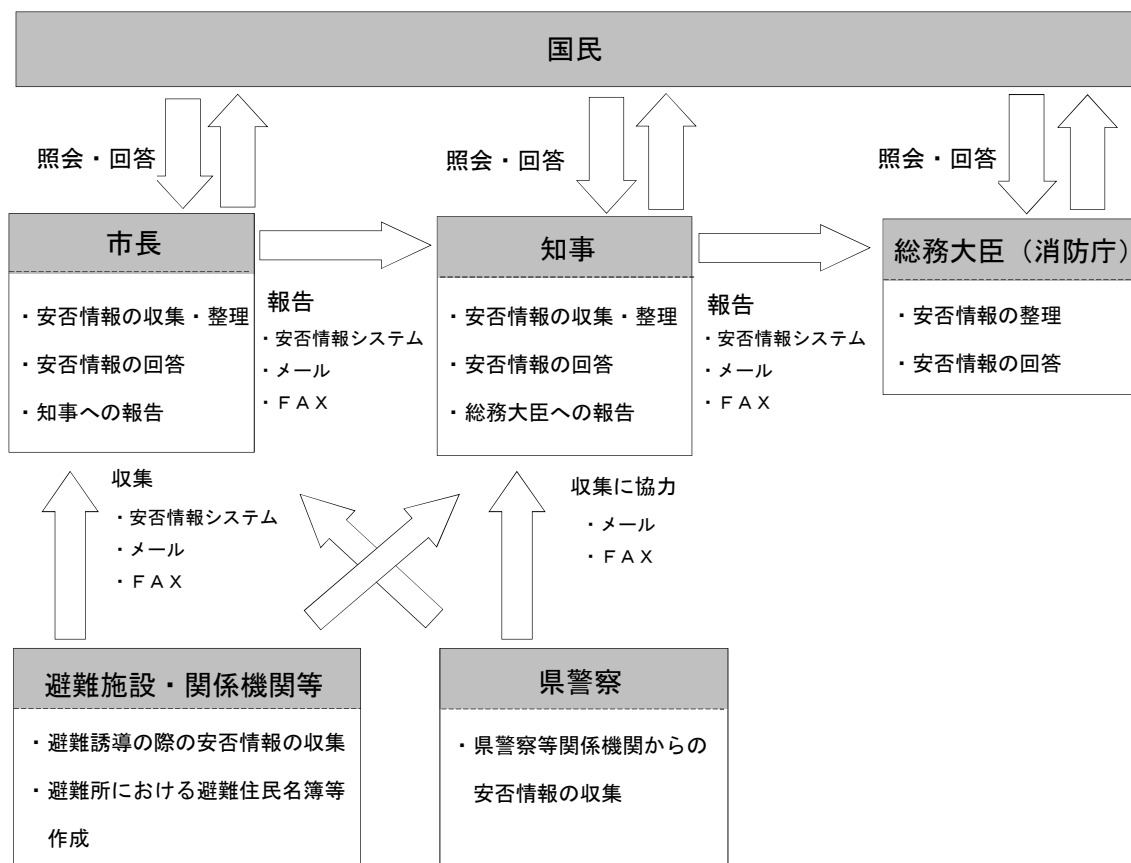 国民
照会・回答
照会・回答
照会・回答
市長
・安否情報の収集・整理
・安否情報の回答
・知事への報告
報告
・安否情報システム
・メール
・ＦＡＸ
知事
・安否情報の収集・整理
・安否情報の回答
・総務大臣への報告
報告
・安否情報システム
・メール
・ＦＡＸ
総務大臣（消防庁）
・安否情報の整理
・安否情報の回答
収集
・安否情報システム
・メール
・ＦＡＸ
収集に協力
・メール
・ＦＡＸ
避難施設・関係機関等
・避難誘導の際の安否情報の収集
・避難所における避難住民名簿等
作成
県警察
・県警察等関係機関からの
安否情報の収集